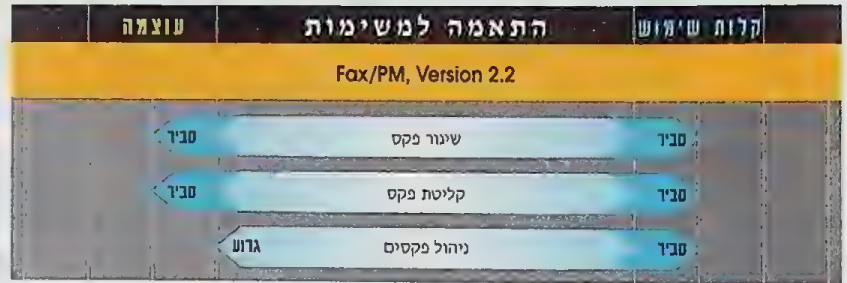 קלות שימוש התאמה למשימות עוצמה
Fax/PM, Version 2.2
סביר שיגור פקס סביר
סביר קליטת פקס סביר
סביר ניהול פקסים גרוע